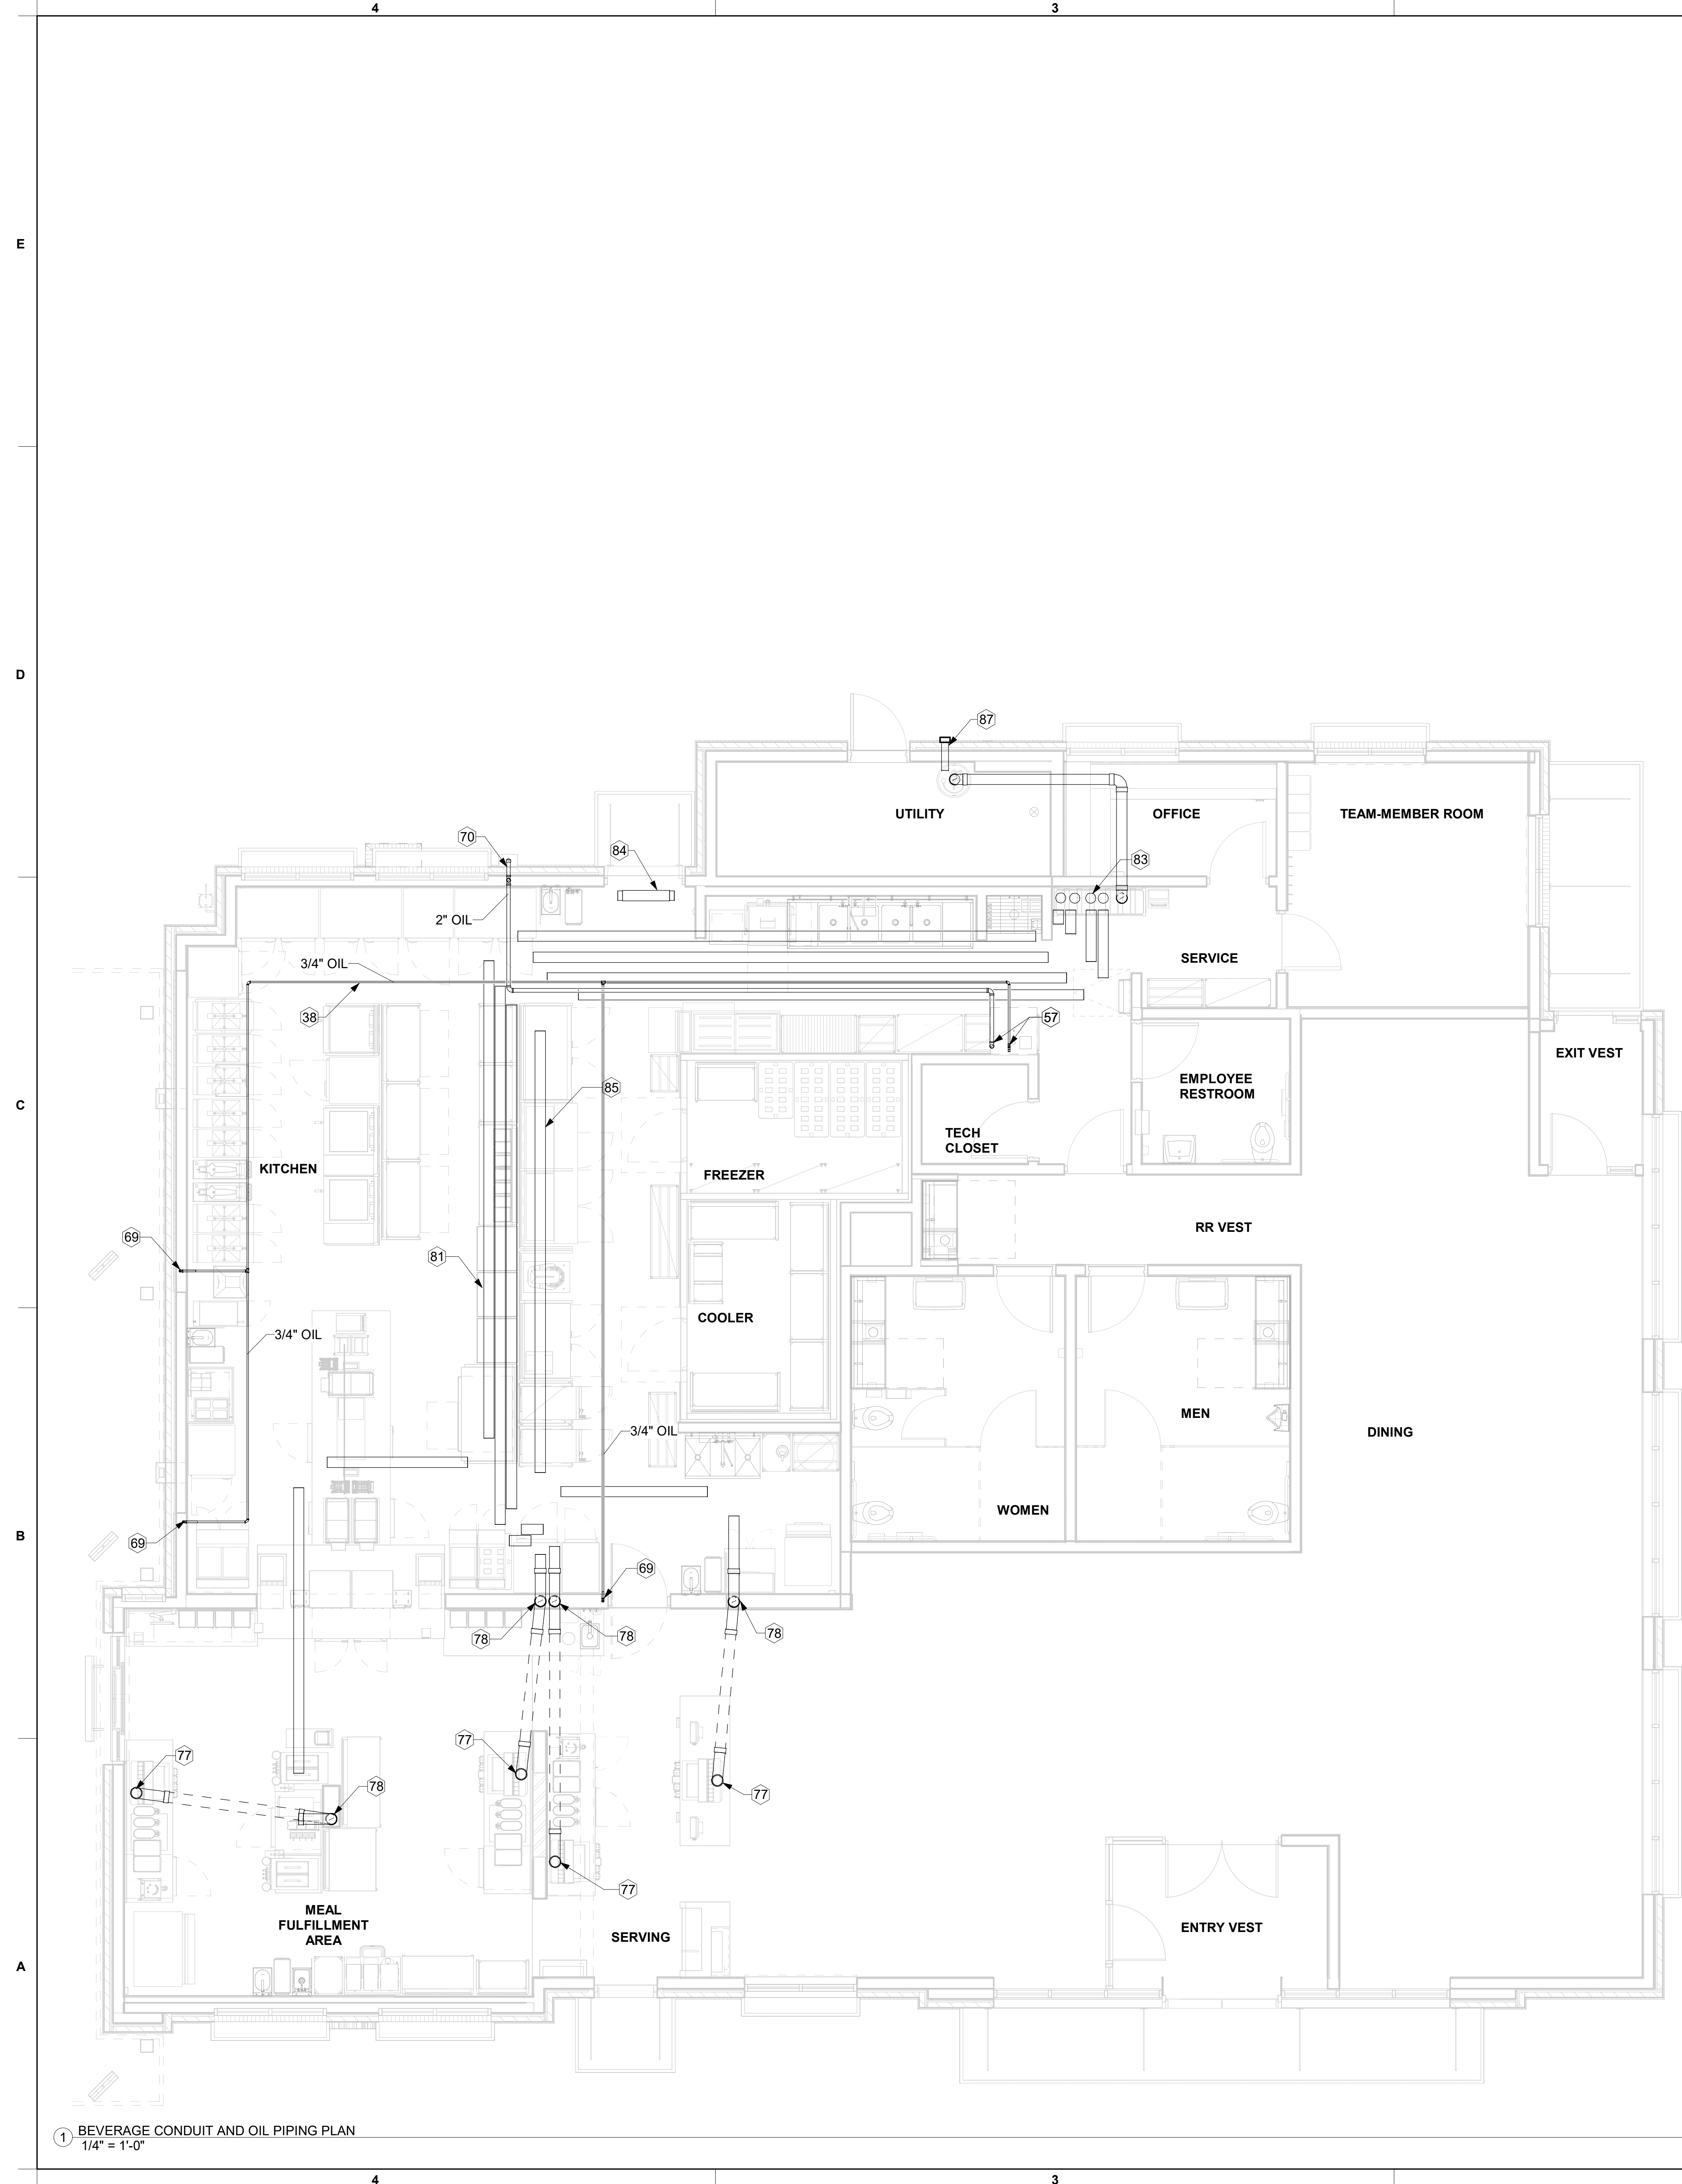 4
3
E
D
C
B
A
87
UTILITY
OFFICE
TEAM-MEMBER ROOM
70
84
83
2" OIL
3/4" OIL
SERVICE
38
57
EXIT VEST
85
EMPLOYEE
RESTROOM
TECH
CLOSET
KITCHEN
FREEZER
RR VEST
69
81
COOLER
3/4" OIL
MEN
3/4" OIL
DINING
WOMEN
69
69
78
78
78
77
77
78
77
77
MEAL
FULFILLMENT
AREA
SERVING
ENTRY VEST
1
BEVERAGE CONDUIT AND OIL PIPING PLAN
1/4" = 1'-0"
4
3